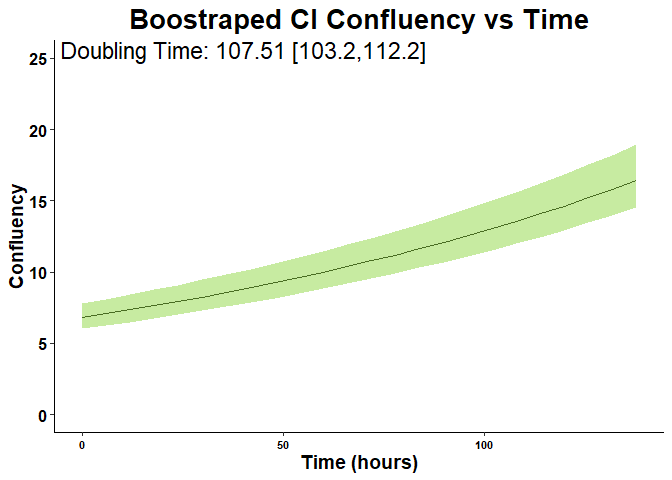 Boostraped CI Confluency vs Time
Doubling Time: 107.51 [103.2,112.2]
25
20
15
10
5
0
Confluency
0 50 100
Time (hours)